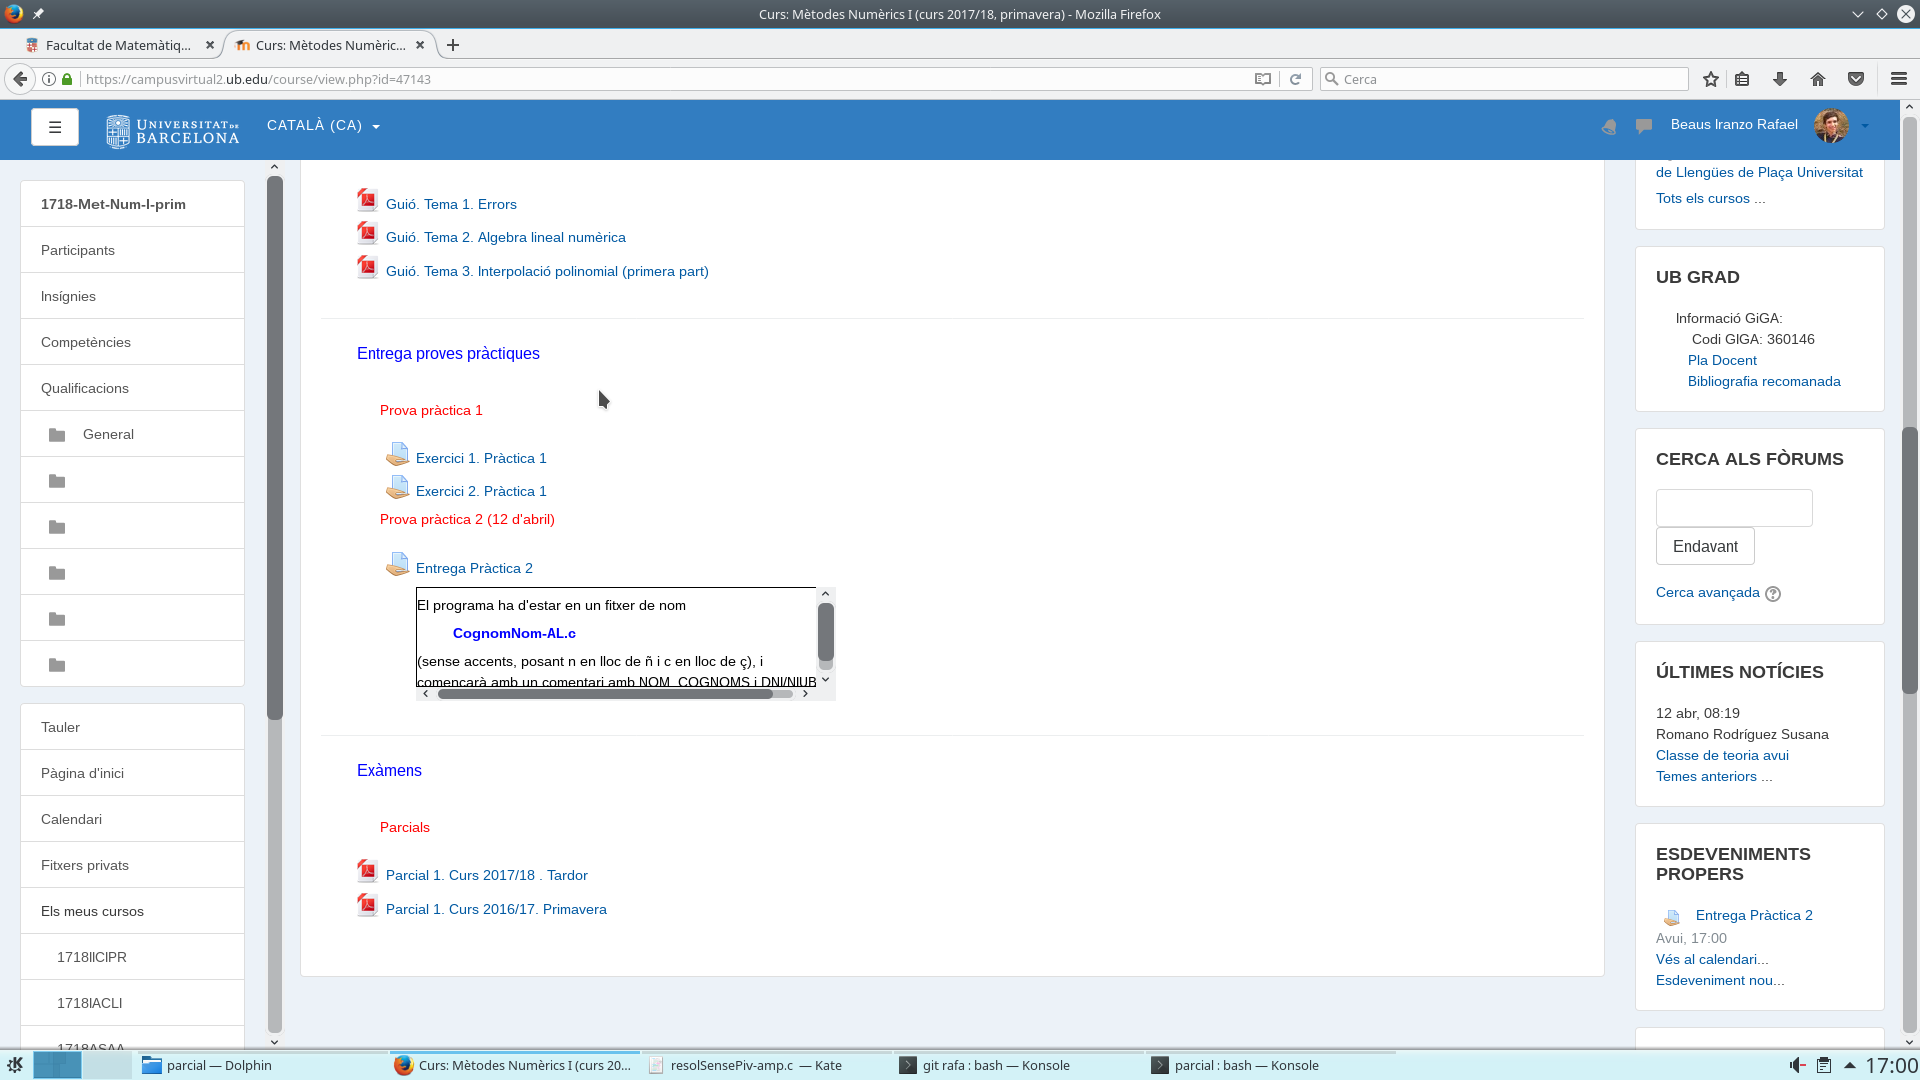 Curs: Mètodes Numèrics I (curs 2017/18, primavera) - Mozilla Firefox
Facultat de Matemàtiq...
Curs: Mètodes Numèric...
https://campusvirtual2.ub.edu/course/view.php?id=47143
Cerca
UNIVERSITAT DE
BARCELONA
CATALÀ (CA)
Beaus Iranzo Rafael
1718-Met-Num-I-prim
Participants
Insígnies
Competències
Qualificacions
General
Tauler
Pàgina d'inici
Calendari
Fitxers privats
Els meus cursos
1718IICIPR
1718IACLI
1718ASAA
Guió. Tema 1. Errors
Guió. Tema 2. Algebra lineal numèrica
Guió. Tema 3. Interpolació polinomial (primera part)
Entrega proves pràctiques
Prova pràctica 1
Exercici 1. Pràctica 1
Exercici 2. Pràctica 1
Prova pràctica 2 (12 d'abril)
Entrega Pràctica 2
El programa ha d'estar en un fitxer de nom
CognomNom-AL.c
(sense accents, posant n en lloc de ñ i c en lloc de ç), i
començarà amb un comentari amb NOM, COGNOMS i DNI/NIUB
Exàmens
Parcials
Parcial 1. Curs 2017/18 . Tardor
Parcial 1. Curs 2016/17. Primavera
de Llengües de Plaça Universitat
Tots els cursos ...
UB GRAD
Informació GiGA:
Codi GIGA: 360146
Pla Docent
Bibliografia recomanada
CERCA ALS FÒRUMS
Endavant
Cerca avançada
ÚLTIMES NOTÍCIES
12 abr, 08:19
Romano Rodríguez Susana
Classe de teoria avui
Temes anteriors ...
ESDEVENIMENTS
PROPERS
Entrega Pràctica 2
Avui, 17:00
Vés al calendari...
Esdeveniment nou...
parcial — Dolphin
Curs: Mètodes Numèrics I (curs 20...
resolSensePiv-amp.c — Kate
git rafa : bash — Konsole
parcial : bash — Konsole
17:00